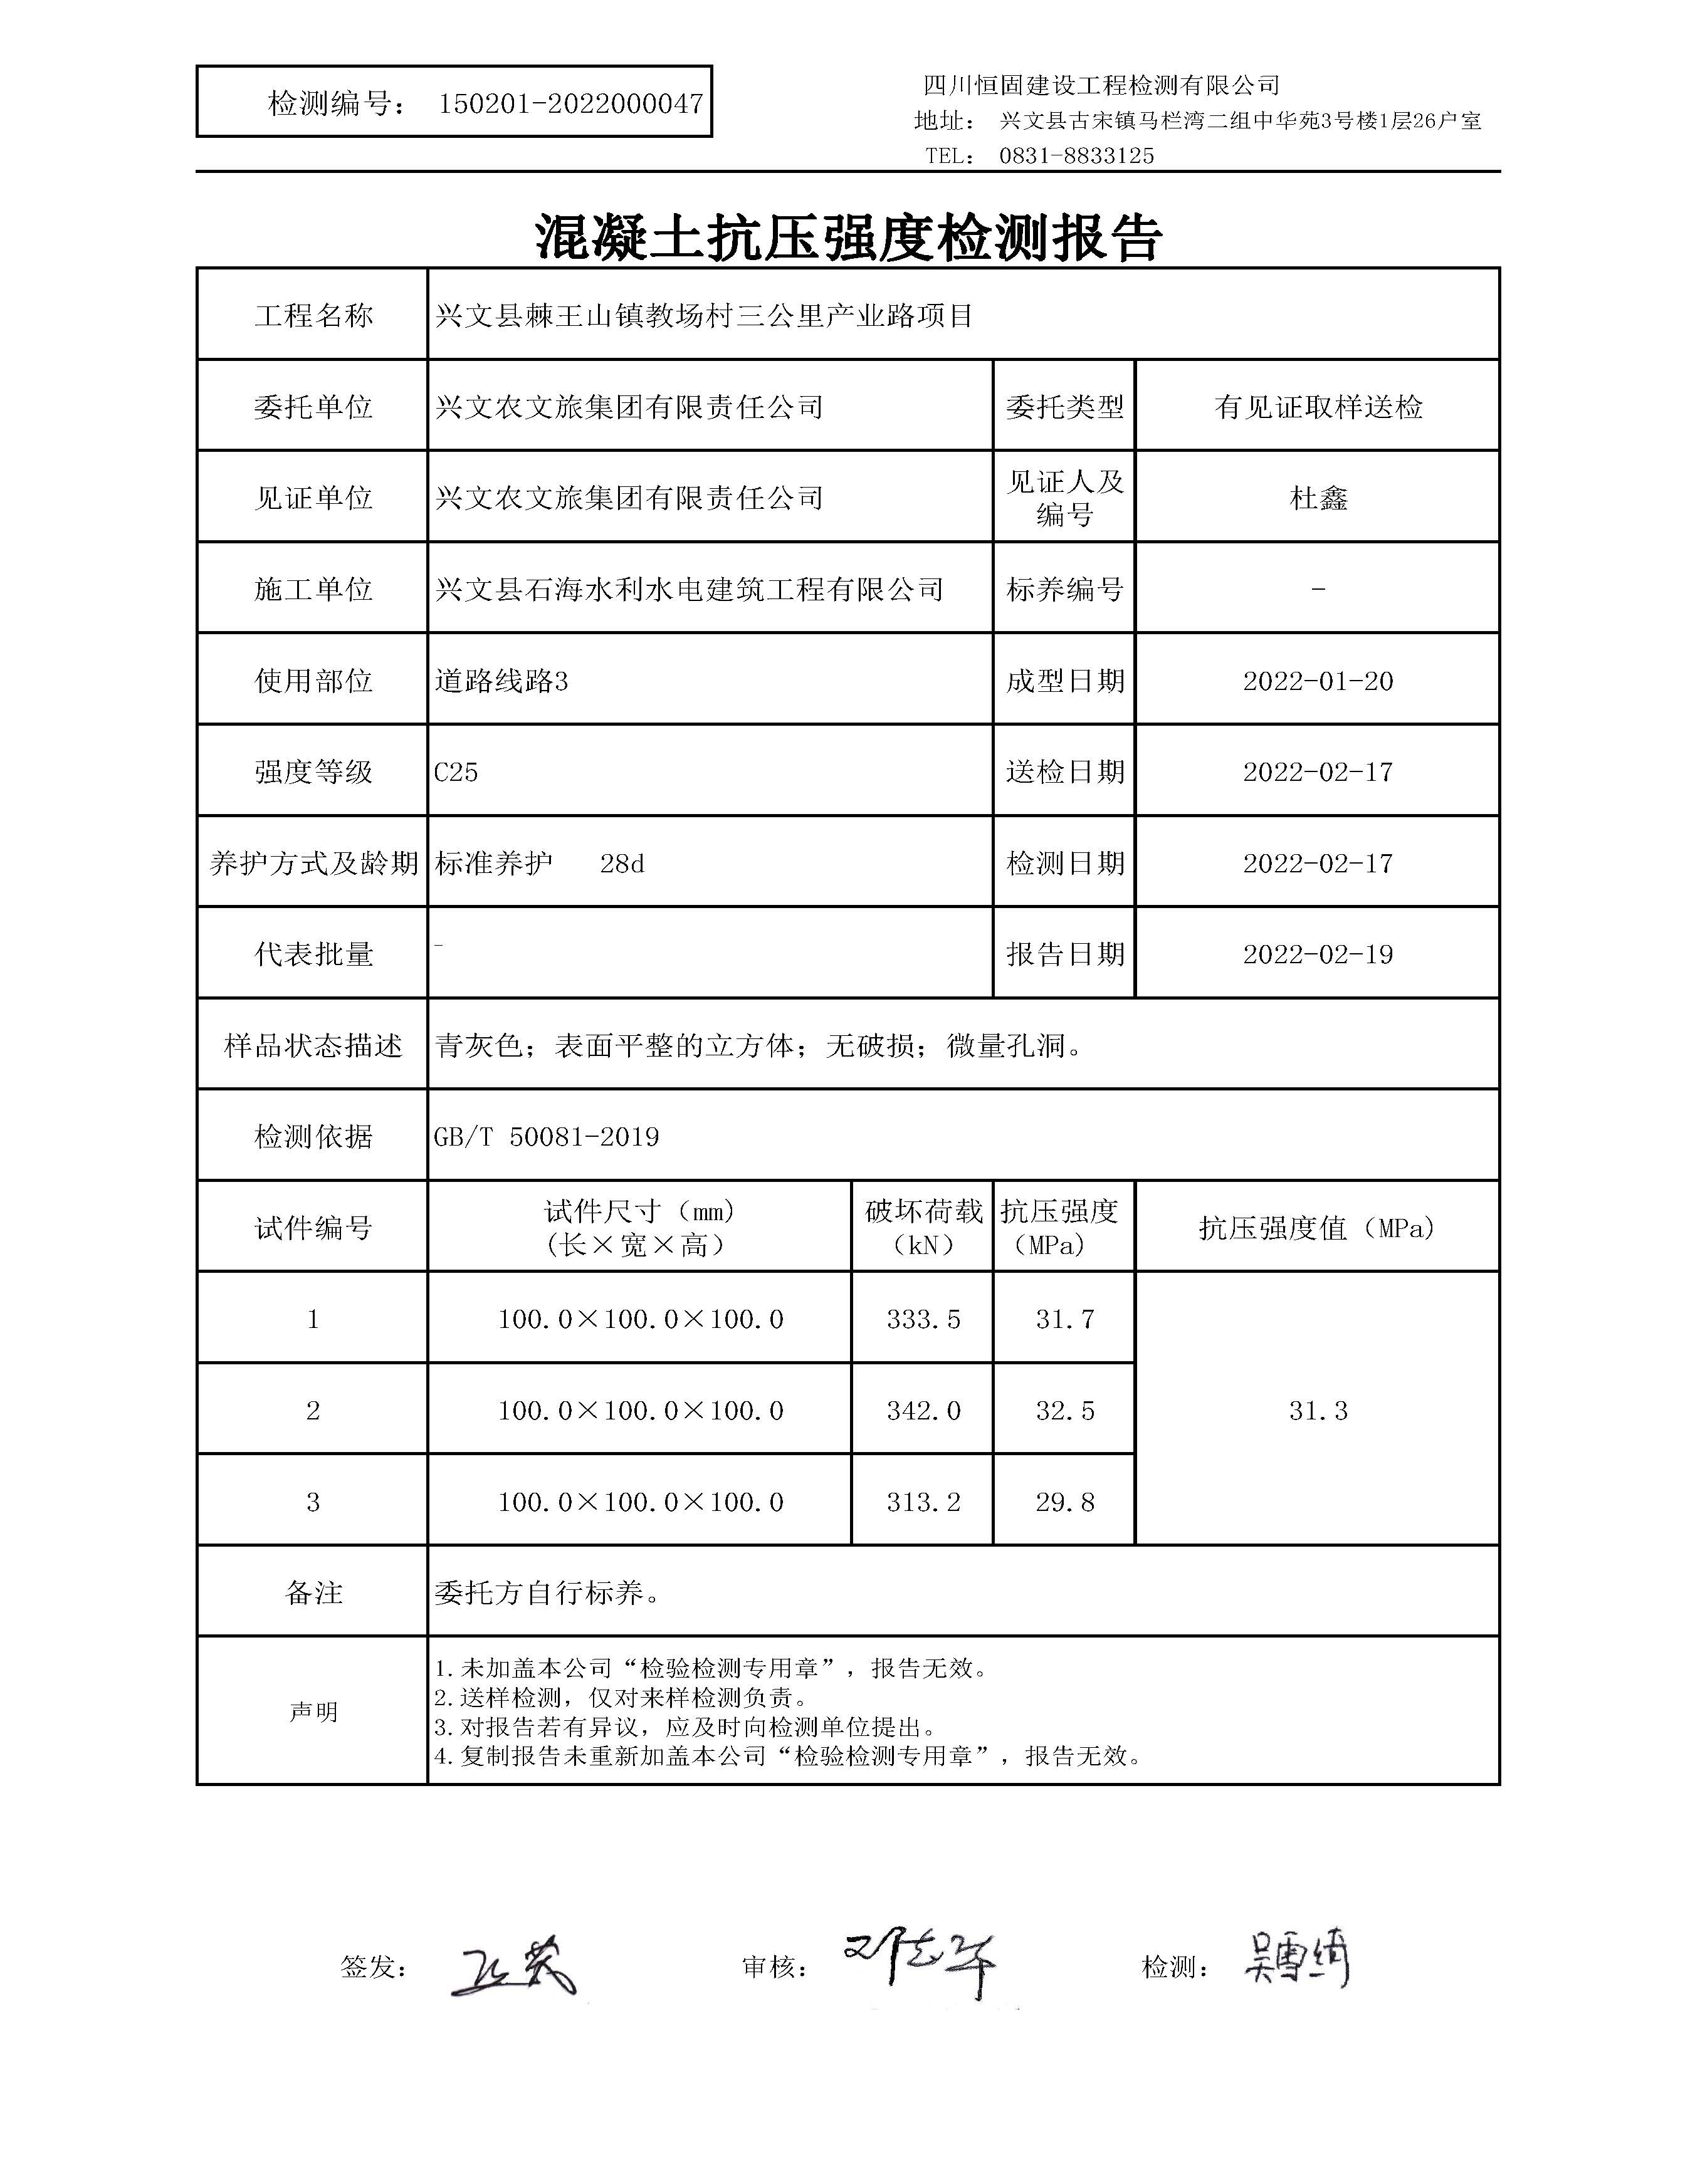 检测编号： 150201-2022000047
四川恒固建设工程检测有限公司
地址： 兴文县古宋镇马栏湾二组中华苑3号楼1层26户室
TEL： 0831-8833125
混凝土抗压强度检测报告
工程名称 兴文县棘王山镇教场村三公里产业路项目
委托单位 兴文农文旅集团有限责任公司 委托类型 有见证取样送检
见证单位 兴文农文旅集团有限责任公司 见证人及编号 杜鑫
施工单位 兴文县石海水利水电建筑工程有限公司 标养编号 -
使用部位 道路线路3 成型日期 2022-01-20
强度等级 C25 送检日期 2022-02-17
养护方式及龄期 标准养护 28d 检测日期 2022-02-17
代表批量 - 报告日期 2022-02-19
样品状态描述 青灰色；表面平整的立方体；无破损；微量孔洞。
检测依据 GB/T 50081-2019
试件编号 试件尺寸（mm）(长×宽×高） 破坏荷载（kN） 抗压强度（MPa） 抗压强度值（MPa）
1 100.0×100.0×100.0 333.5 31.7
2 100.0×100.0×100.0 342.0 32.5 31.3
3 100.0×100.0×100.0 313.2 29.8
备注 委托方自行标养。
声明
1.未加盖本公司“检验检测专用章”，报告无效。
2.送样检测，仅对来样检测负责。
3.对报告若有异议，应及时向检测单位提出。
4.复制报告未重新加盖本公司“检验检测专用章”，报告无效。
签发： 审核： 邓志华 检测： 吴雪绮